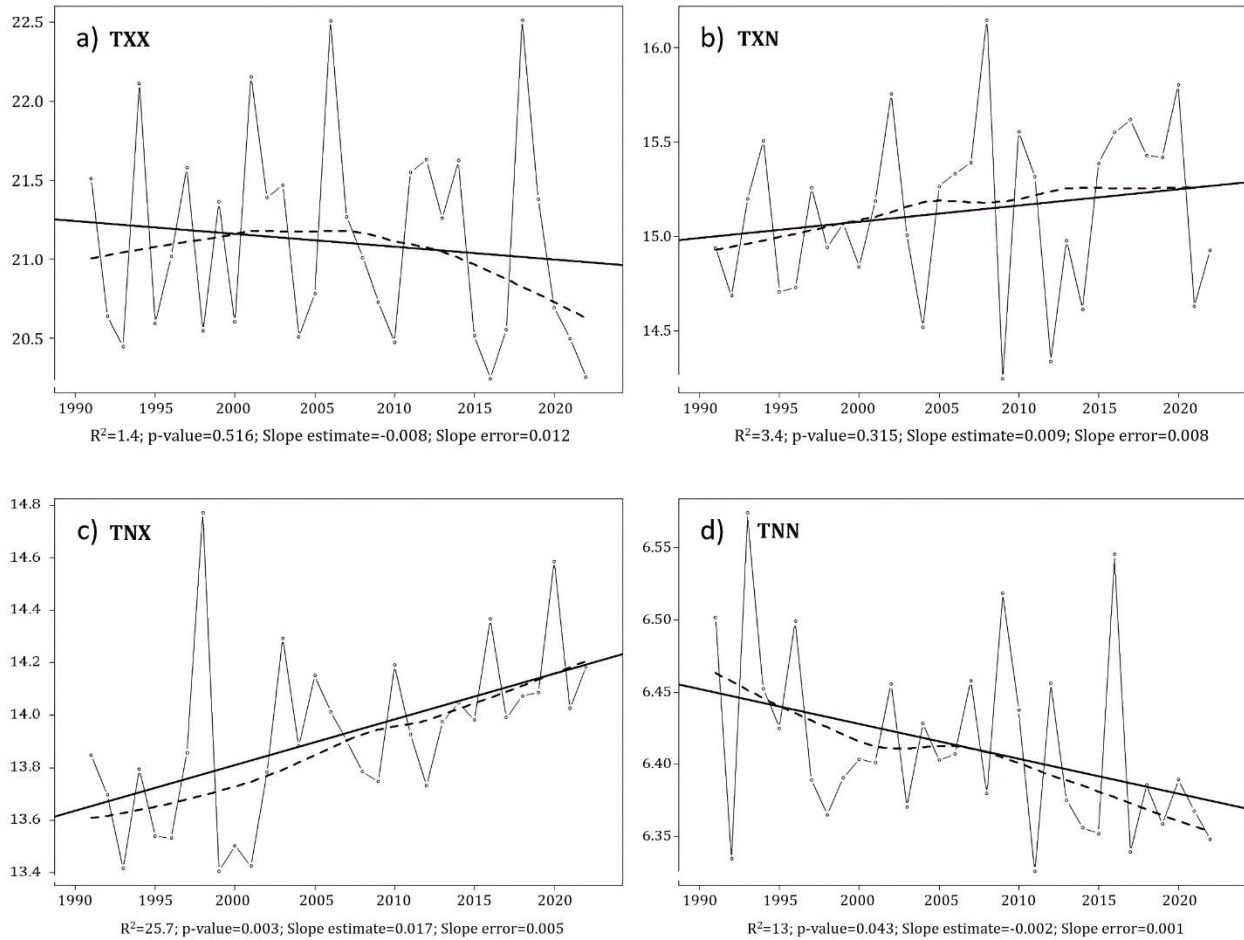 a) TXX
22.5
22.0
21.5
21.0
20.5
1990 1995 2000 2005 2010 2015 2020
R²=1.4; p-value=0.516; Slope estimate=-0.008; Slope error=0.012
b) TXN
16.0
15.5
15.0
14.5
1990 1995 2000 2005 2010 2015 2020
R²=3.4; p-value=0.315; Slope estimate=0.009; Slope error=0.008
c) TNX
14.8
14.6
14.4
14.2
14.0
13.8
13.6
13.4
1990 1995 2000 2005 2010 2015 2020
R²=25.7; p-value=0.003; Slope estimate=0.017; Slope error=0.005
d) TNN
6.55
6.50
6.45
6.40
6.35
1990 1995 2000 2005 2010 2015 2020
R²=13; p-value=0.043; Slope estimate=-0.002; Slope error=0.001